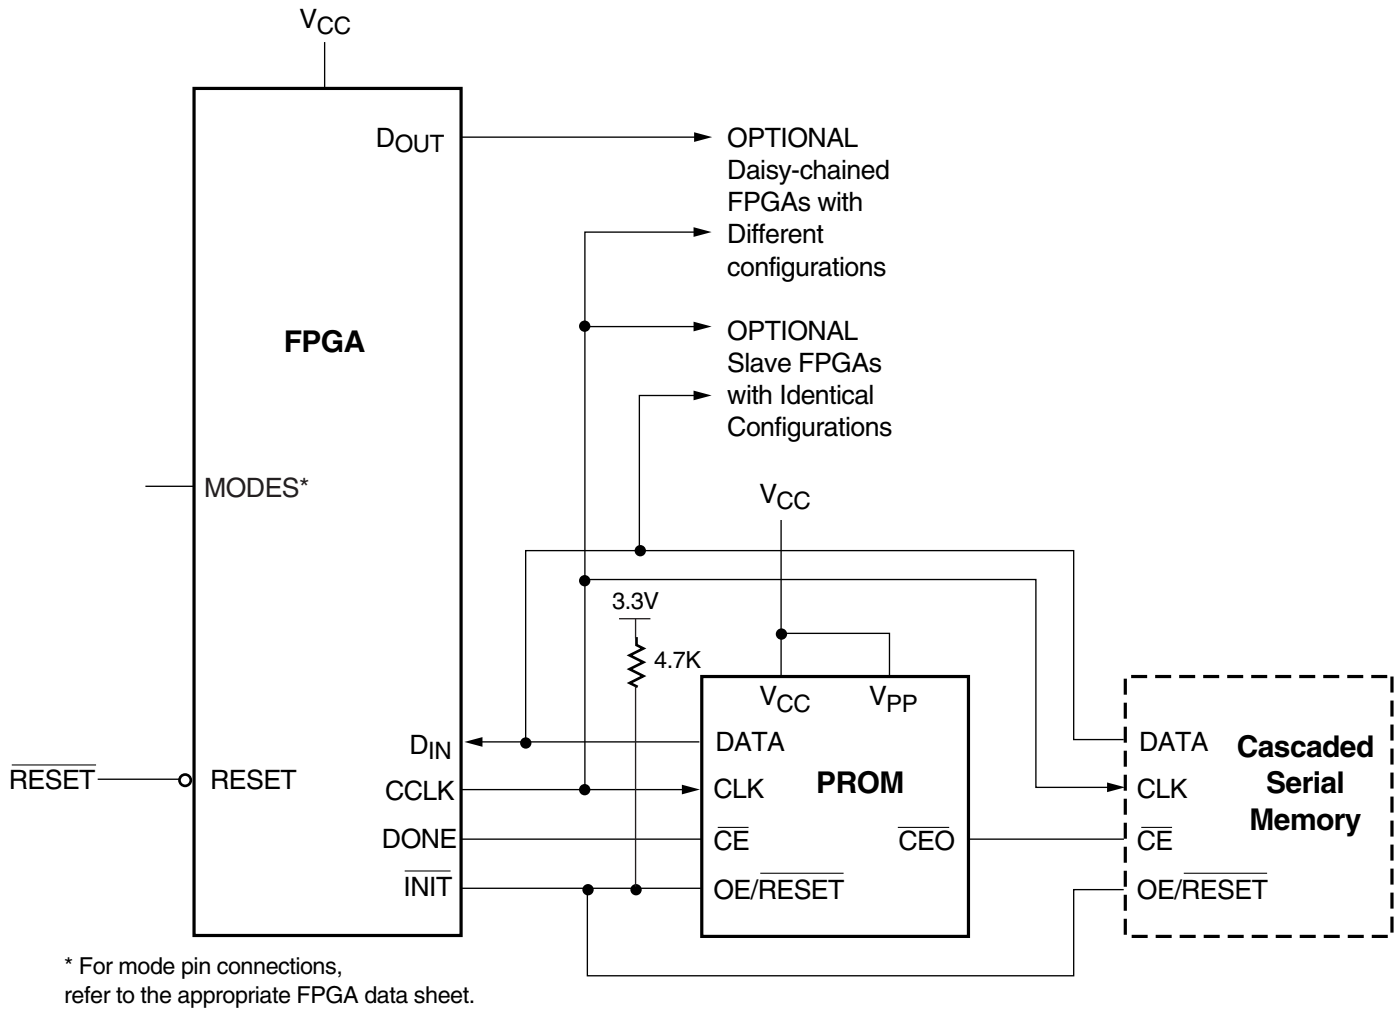 VCC
DOUT
OPTIONAL
Daisy-chained
FPGAs with
Different
configurations
FPGA
OPTIONAL
Slave FPGAs
with Identical
Configurations
MODES*
VCC
3.3V
4.7K
VCC
VPP
DIN
DATA
DATA
Cascaded
Serial
Memory
RESET
RESET
CCLK
CLK
PROM
CLK
DONE
CE
CEO
CE
INIT
OE/RESET
OE/RESET
* For mode pin connections,
refer to the appropriate FPGA data sheet.